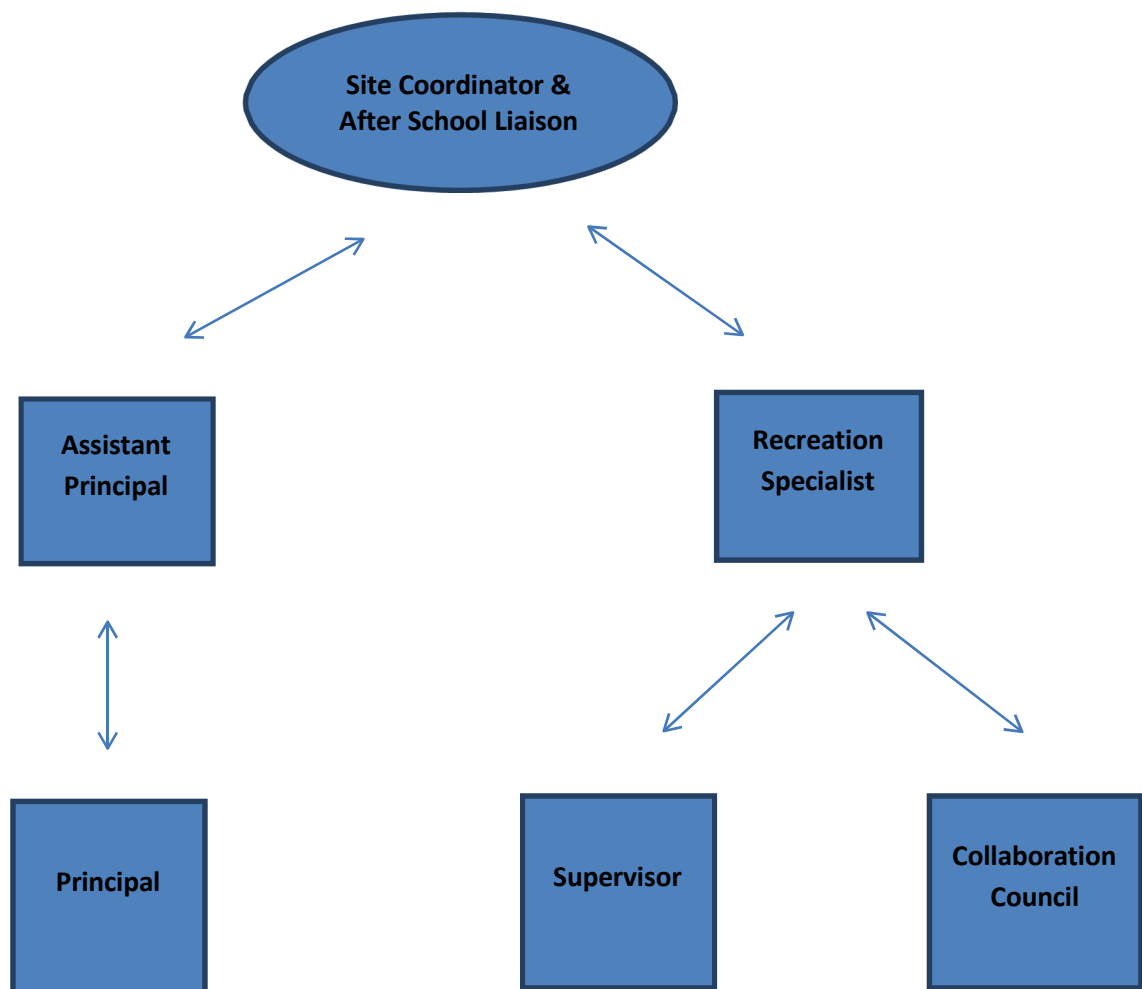 Site Coordinator &
After School Liaison
Assistant
Principal
Recreation
Specialist
Principal
Supervisor
Collaboration
Council